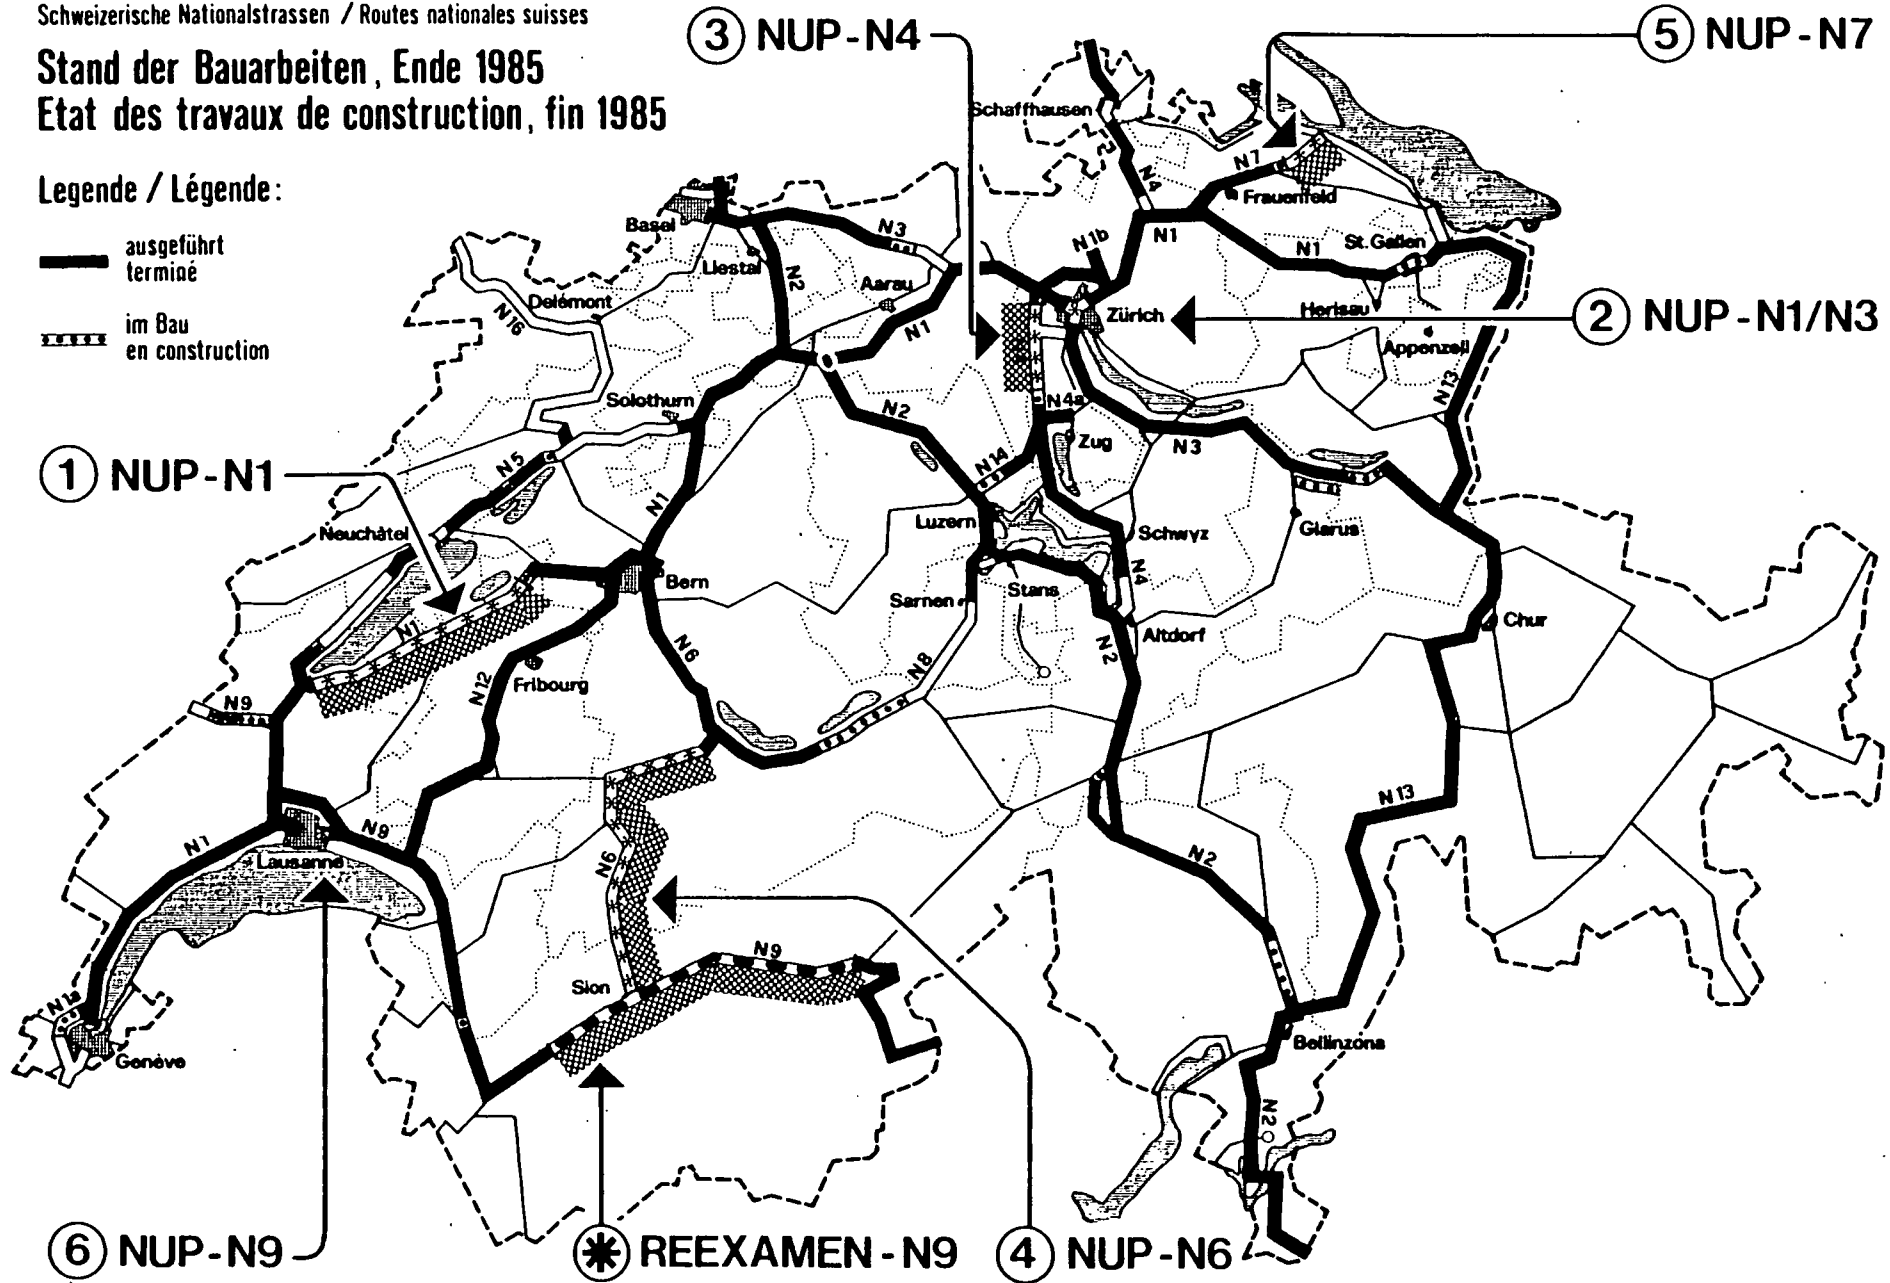 Schweizerische Nationalstrassen / Routes nationales suisses
Stand der Bauarbeiten, Ende 1985
Etat des travaux de construction, fin 1985
Legende / Légende:
ausgeführt
terminé
im Bau
en construction
3 NUP-N4
5 NUP-N7
2 NUP-N1/N3
1 NUP-N1
6 NUP-N9
REEXAMEN-N9
4 NUP-N6
Schaffhausen
N4
N7
Frauenfeld
Basel
N3
N1b
N1
N1
St.Gallen
Liestal
N2
Aarau
Delémont
N16
N1
Zürich
Herisau
Appenzell
N13
Solothurn
N2
N4a
Zug
N3
N5
N14
N1
Neuchâtel
Luzern
Schwyz
Glarus
Bern
N4
Stans
Sarnen
Altdorf
Chur
N1
N6
N2
N8
N12
Fribourg
N9
N13
N9
N1
Lausanne
N6
N2
N9
Sion
N1a
Genève
Bellinzona
N2